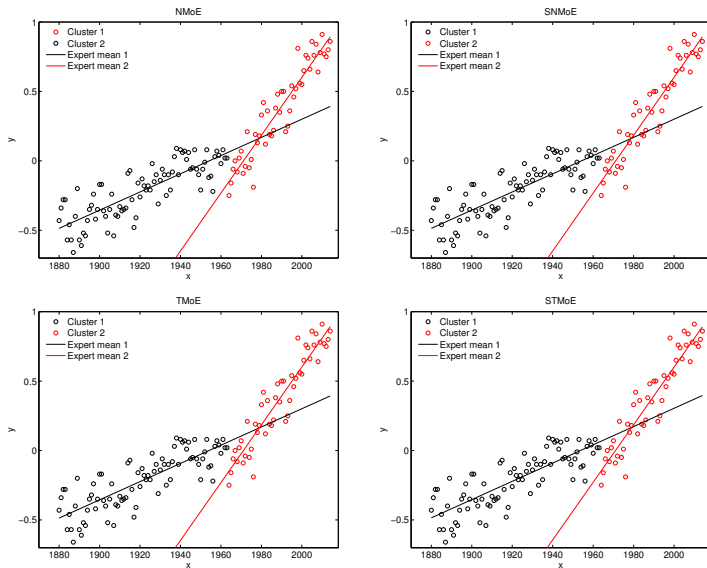 NMoE
Cluster 1
Cluster 2
Expert mean 1
Expert mean 2
y
1
0.5
0
−0.5
1880 1900 1920 1940 1960 1980 2000
x
SNMoE
Cluster 1
Cluster 2
Expert mean 1
Expert mean 2
y
1
0.5
0
−0.5
1880 1900 1920 1940 1960 1980 2000
x
TMoE
Cluster 1
Cluster 2
Expert mean 1
Expert mean 2
y
1
0.5
0
−0.5
1880 1900 1920 1940 1960 1980 2000
x
STMoE
Cluster 1
Cluster 2
Expert mean 1
Expert mean 2
y
1
0.5
0
−0.5
1880 1900 1920 1940 1960 1980 2000
x